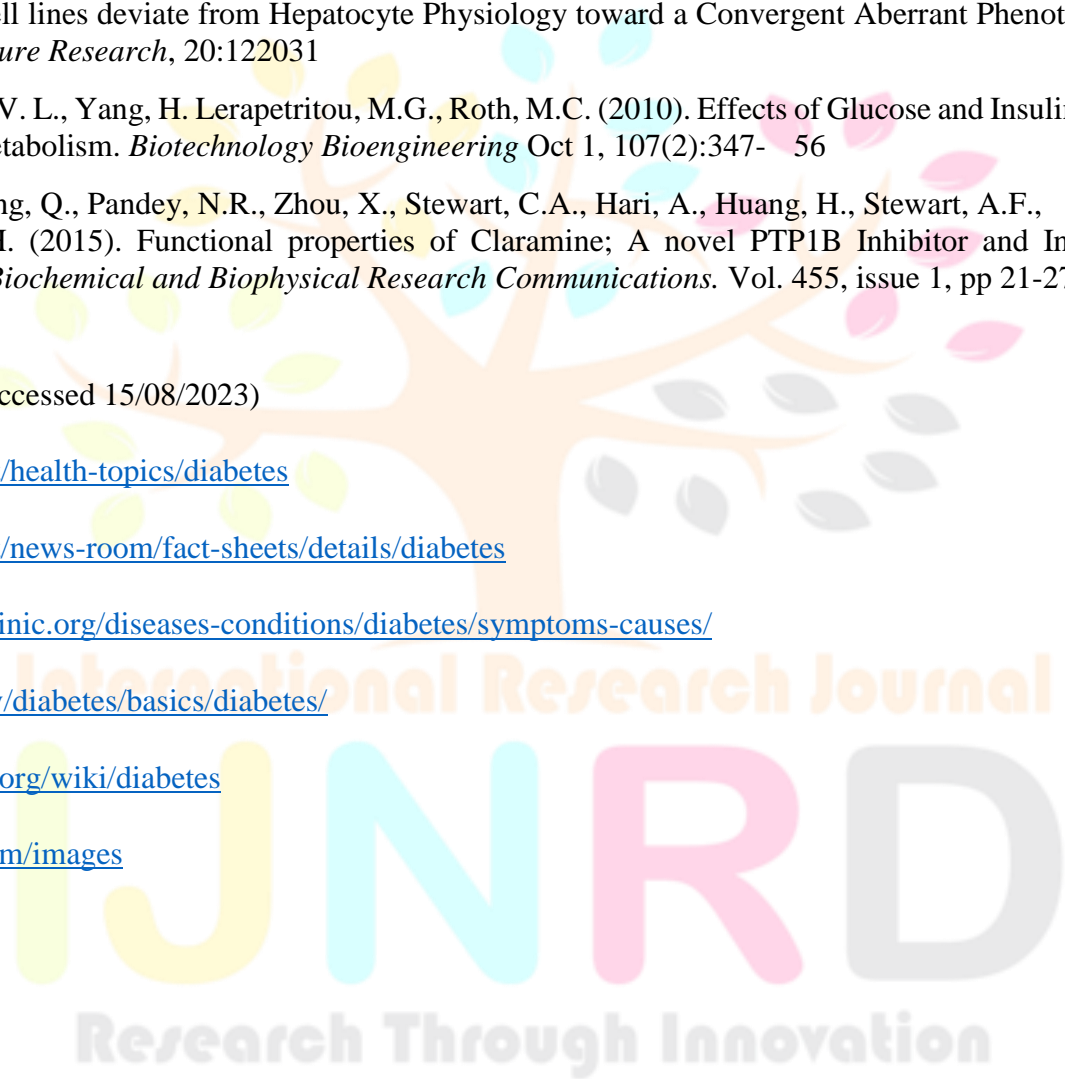 ell lines deviate from Hepatocyte Physiology toward a Convergent Aberrant Phenot
ure Research, 20:122031
V. L., Yang, H. Lerapetritou, M.G., Roth, M.C. (2010). Effects of Glucose and Insulin
etabolism. Biotechnology Bioengineering Oct 1, 107(2):347- 56
ng, Q., Pandey, N.R., Zhou, X., Stewart, C.A., Hari, A., Huang, H., Stewart, A.F.,
I. (2015). Functional properties of Claramine; A novel PTP1B Inhibitor and In
Biochemical and Biophysical Research Communications. Vol. 455, issue 1, pp 21-27
ccessed 15/08/2023)
/health-topics/diabetes
/news-room/fact-sheets/details/diabetes
inic.org/diseases-conditions/diabetes/symptoms-causes/
International Research Journal
/diabetes/basics/diabetes/
IJNRD
org/wiki/diabetes
m/images
Research Through Innovation